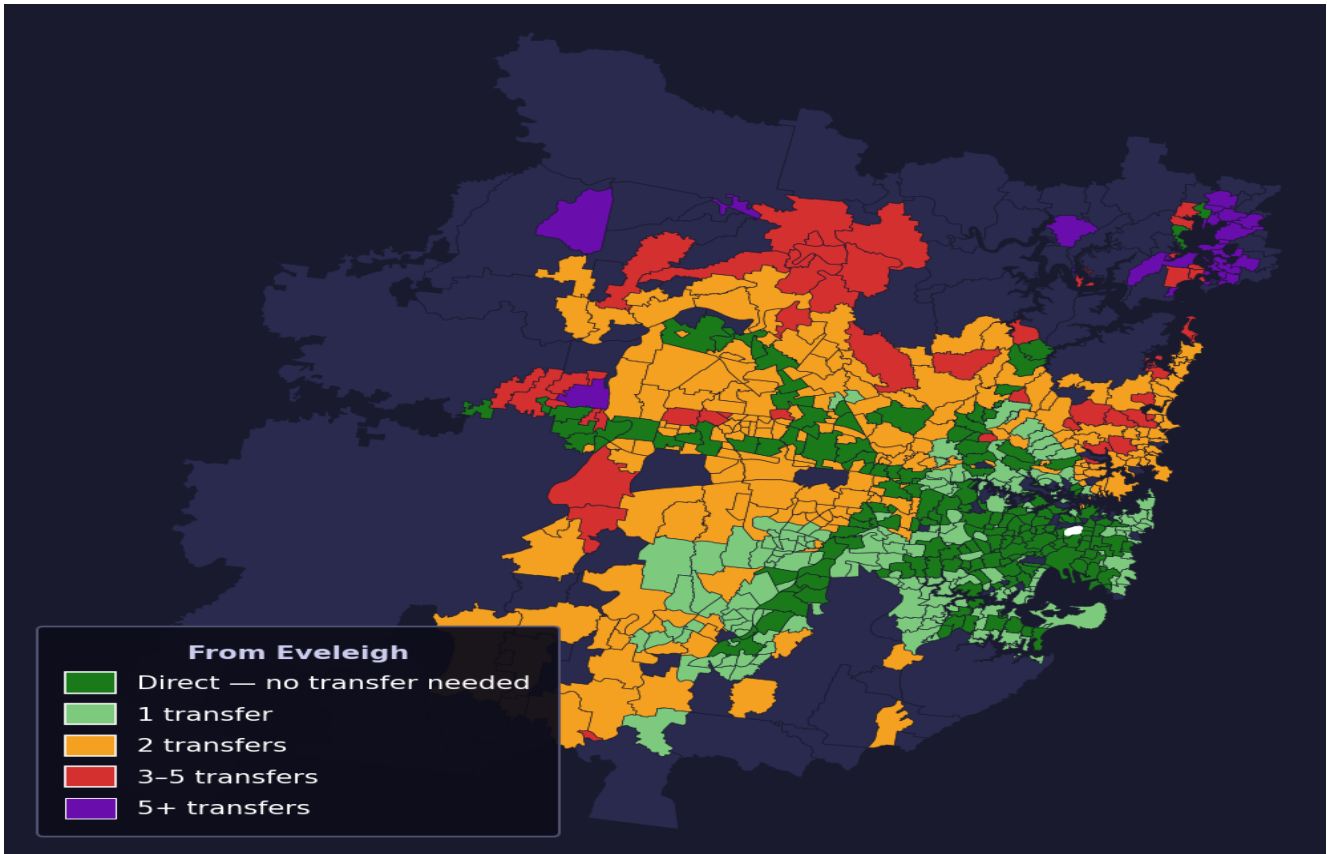 From Eveleigh
Direct — no transfer needed
1 transfer
2 transfers
3–5 transfers
5+ transfers